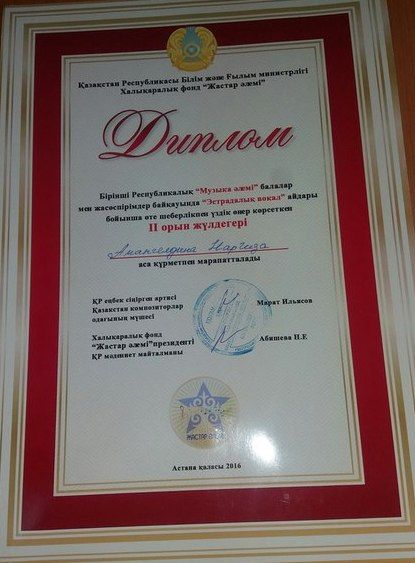 Қазақстан Республикасы Білім және Ғылым министрлігі
Халықаралық фонд "Жастар әлемі"
Диплом
Бірінші Республикалық "Музыка әлемі" балалар
мен жасөспірімдер байқауында "Эстрадалық вокал" айдары
бойынша өте шеберлікпен үздік өнер көрсеткен
II орын жүлдегері
Амангелдина Наргиза
аса құрметпен марапатталады
ҚР еңбек сіңірген артисі
Қазақстан композиторлар
одағының мүшесі
Марат Ильясов
Халықаралық фонд
"Жастар әлемі"президенті
ҚР мәдениет майталманы
Абишева Н.Ғ.
ЖАСТАР ӘЛЕМІ
Астана қаласы 2016